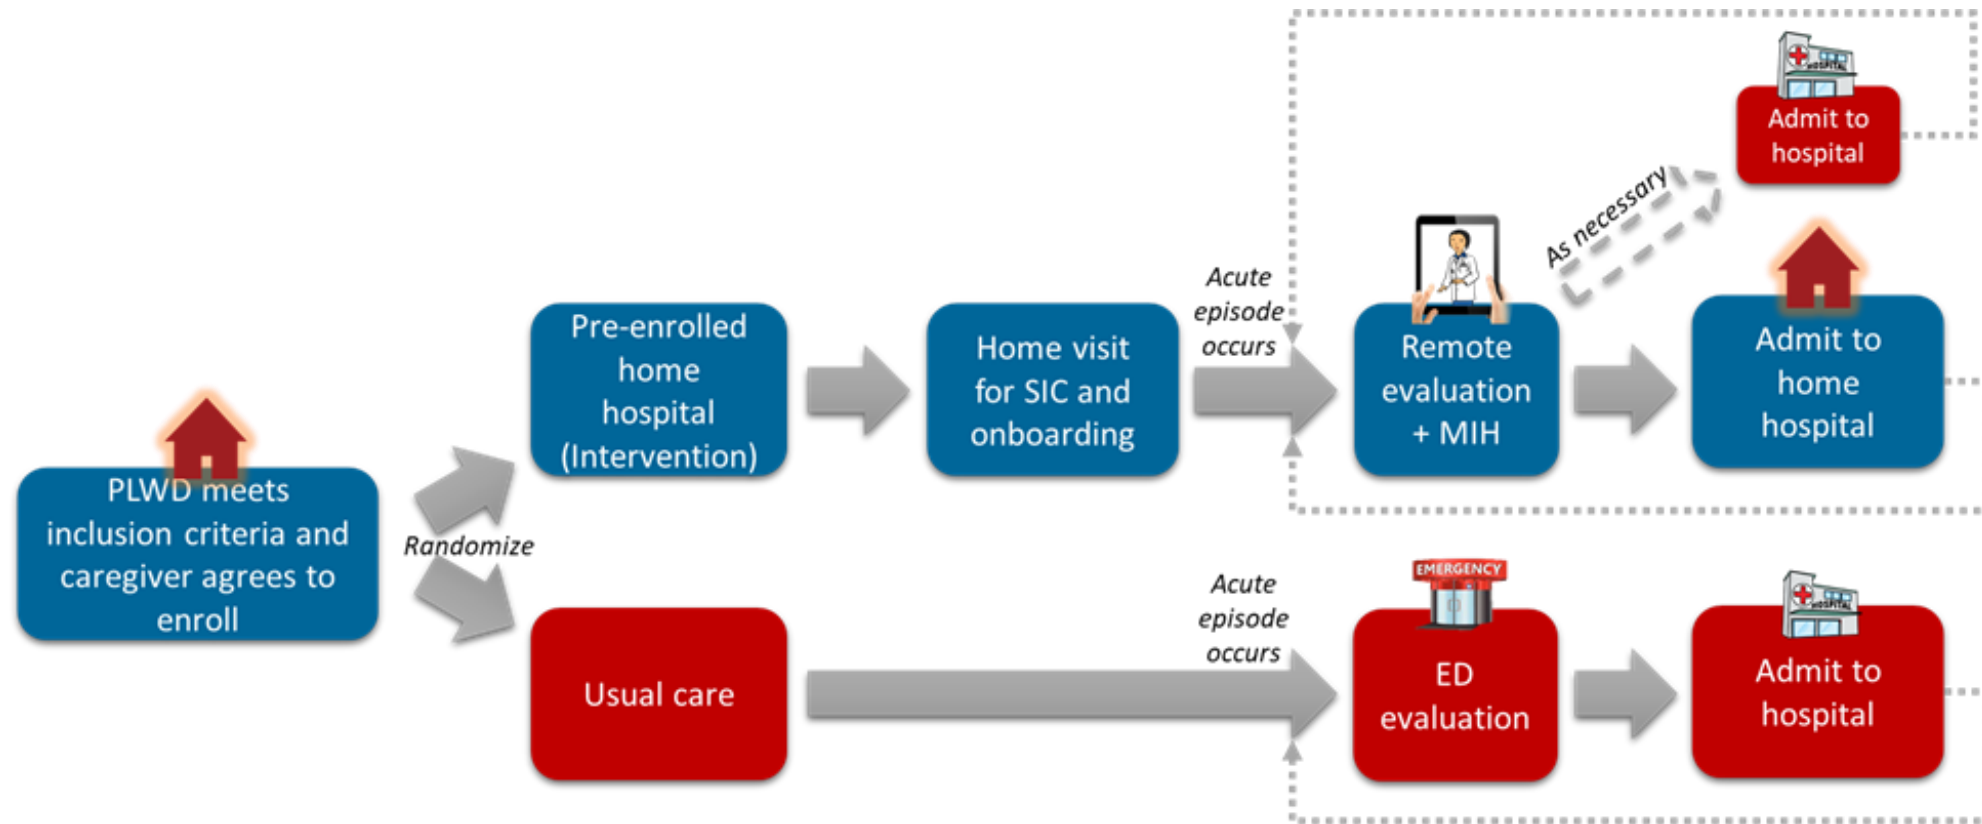 PLWD meets
inclusion criteria and
caregiver agrees to
enroll
Randomize
Pre-enrolled
home
hospital
(Intervention)
Home visit
for SIC and
onboarding
Acute
episode
occurs
Remote
evaluation
+ MIH
As necessary
HOSPITAL
Admit to
hospital
Admit to
home
hospital
Usual care
Acute
episode
occurs
EMERGENCY
ED
evaluation
HOSPITAL
Admit to
hospital